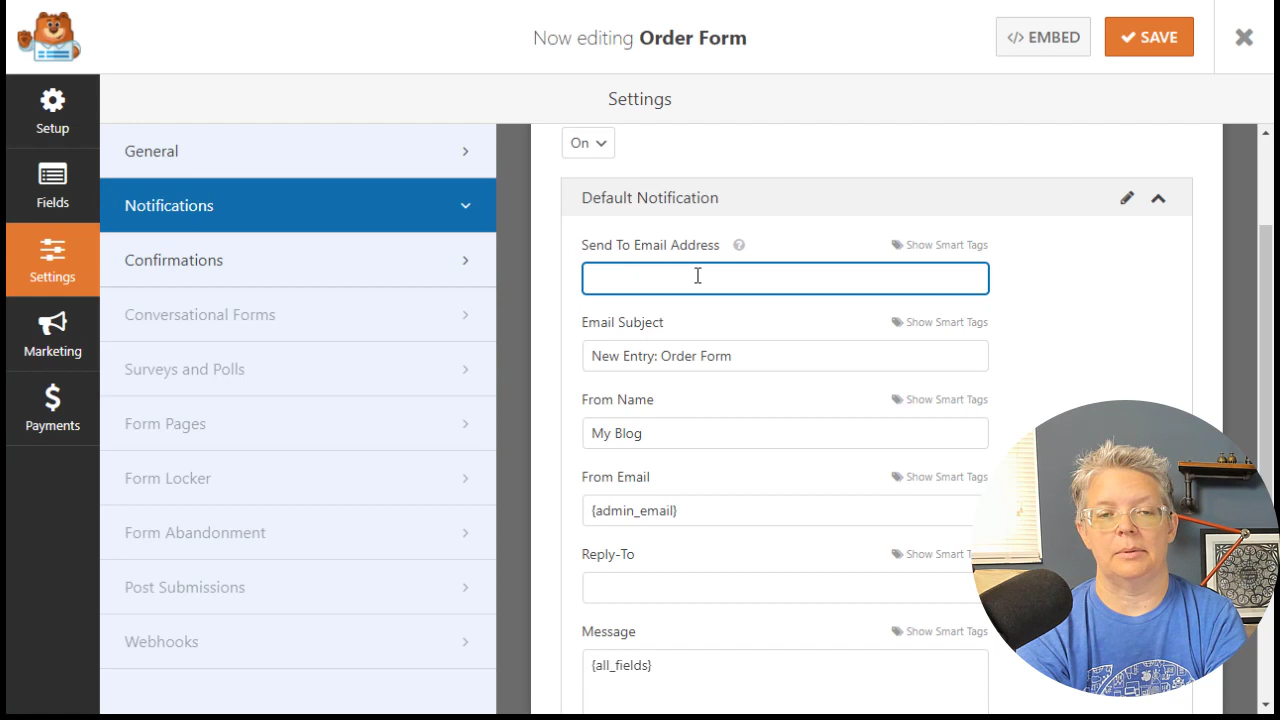 Now editing Order Form
</> EMBED
SAVE
Setup
Fields
Settings
Marketing
Payments
Settings
General
Notifications
Confirmations
Conversational Forms
Surveys and Polls
Form Pages
Form Locker
Form Abandonment
Post Submissions
Webhooks
On
Default Notification
Send To Email Address
Show Smart Tags
Email Subject
Show Smart Tags
New Entry: Order Form
From Name
Show Smart Tags
My Blog
From Email
Show Smart Tags
{admin_email}
Reply-To
Show Smart T
Message
Show Smart Tags
{all_fields}